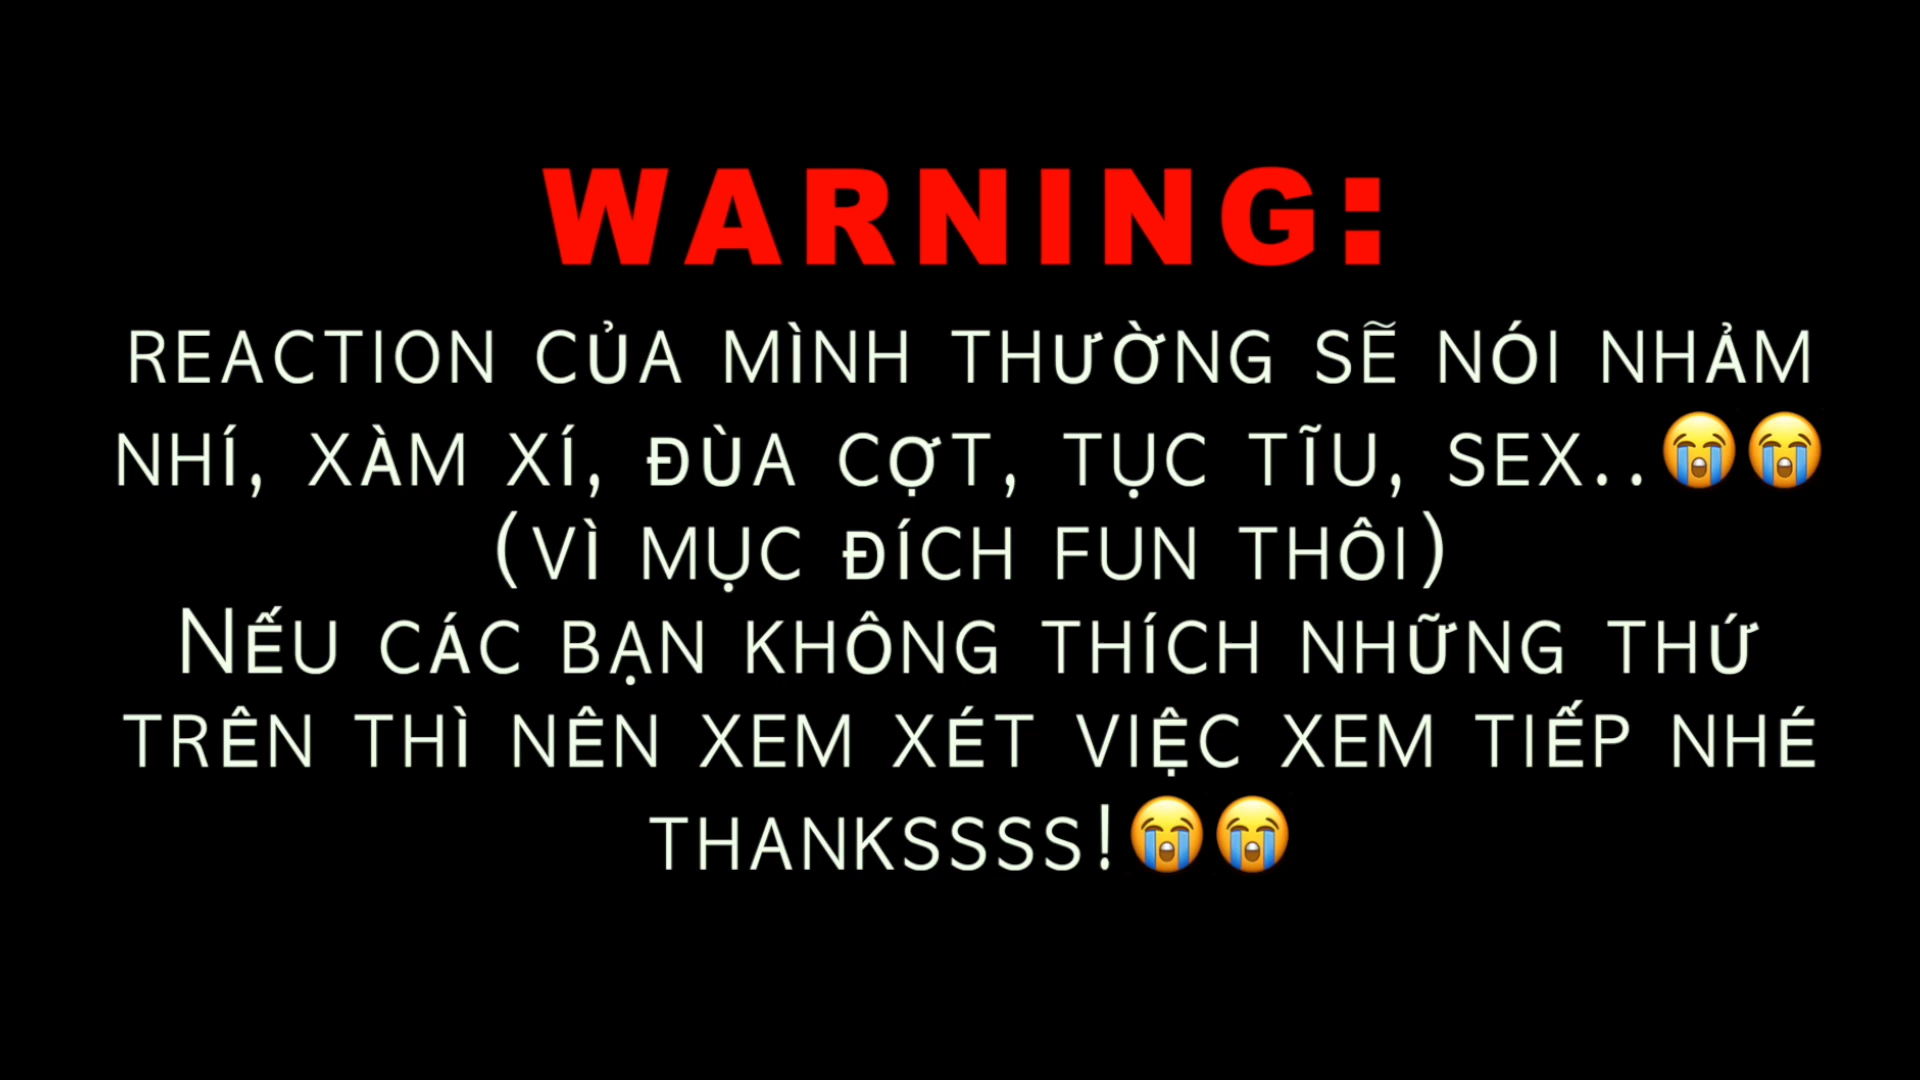 WARNING:
REACTION CỦA MÌNH THƯỜNG SẼ NÓI NHẢM
NHÍ, XÀM XÍ, ĐÙA CỢT, TỤC TĨU, SEX..😭😭
(VÌ MỤC ĐÍCH FUN THÔI)
NẾU CÁC BẠN KHÔNG THÍCH NHỮNG THỨ
TRÊN THÌ NÊN XEM XÉT VIỆC XEM TIẾP NHÉ
THANKSSSS!😭😭